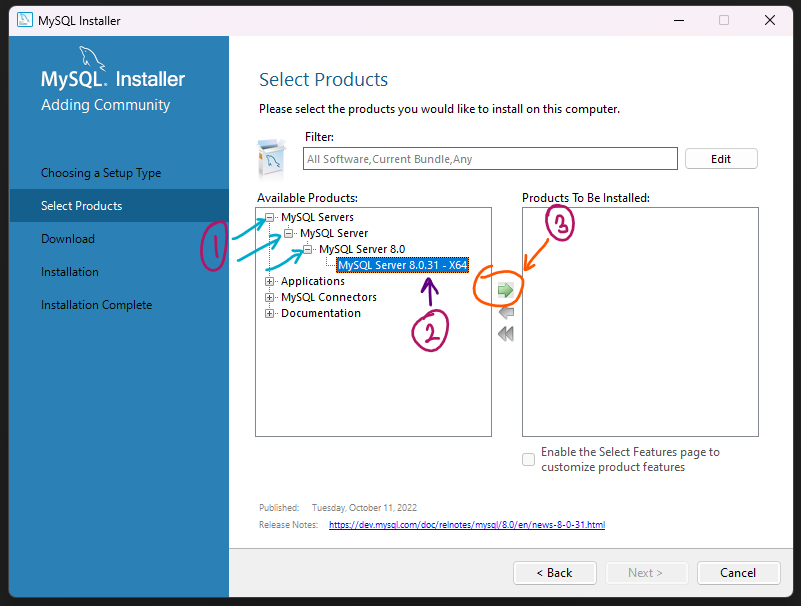 MySQL Installer
MySQL. Installer
Adding Community
Choosing a Setup Type
Select Products
Download
Installation
Installation Complete
Select Products
Please select the products you would like to install on this computer.
Filter:
All Software,Current Bundle,Any
Edit
Available Products:
MySQL Servers
MySQL Server
MySQL Server 8.0
MySQL Server 8.0.31 - X64
Applications
MySQL Connectors
Documentation
1
2
3
Products To Be Installed:
Enable the Select Features page to
customize product features
Published: Tuesday, October 11, 2022
Release Notes: https://dev.mysql.com/doc/relnotes/mysql/8.0/en/news-8-0-31.html
< Back
Next >
Cancel